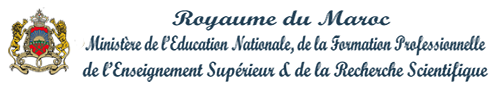 Royaume du Maroc
Ministère de l'Education Nationale, de la Formation Professionnelle
de l'Enseignement Supérieur & de la Recherche Scientifique